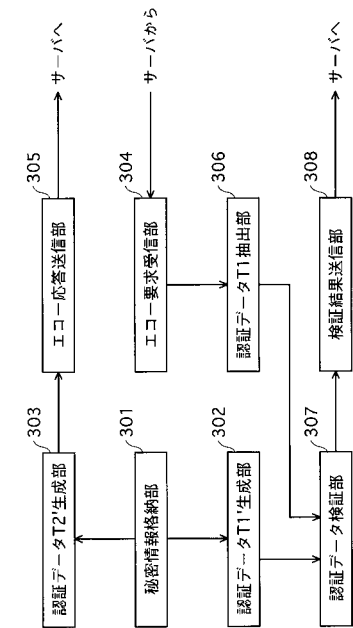 303
認証データT2'生成部
305
エコー応答送信部
サーバへ
301
秘密情報格納部
304
エコー要求受信部
サーバから
302
認証データT1'生成部
306
認証データT1抽出部
307
認証データ検証部
308
検証結果送信部
サーバへ